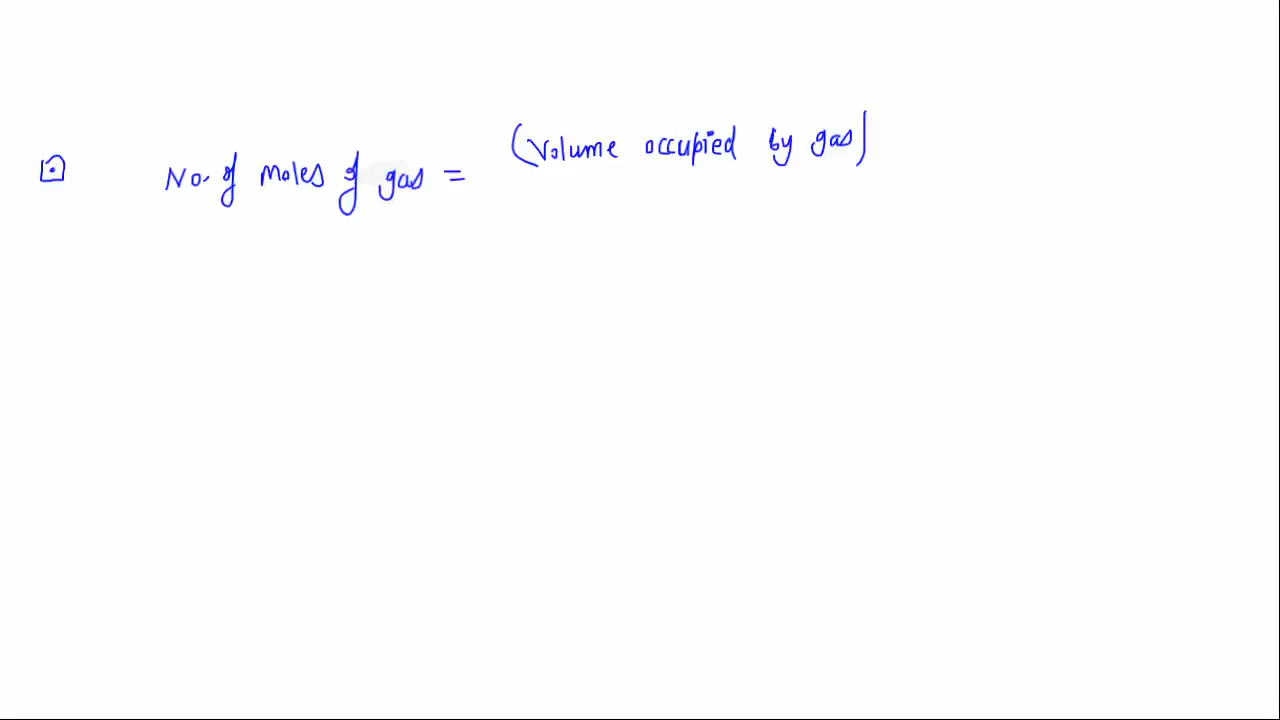 No. of moles of gas = (Volume occupied by gas)